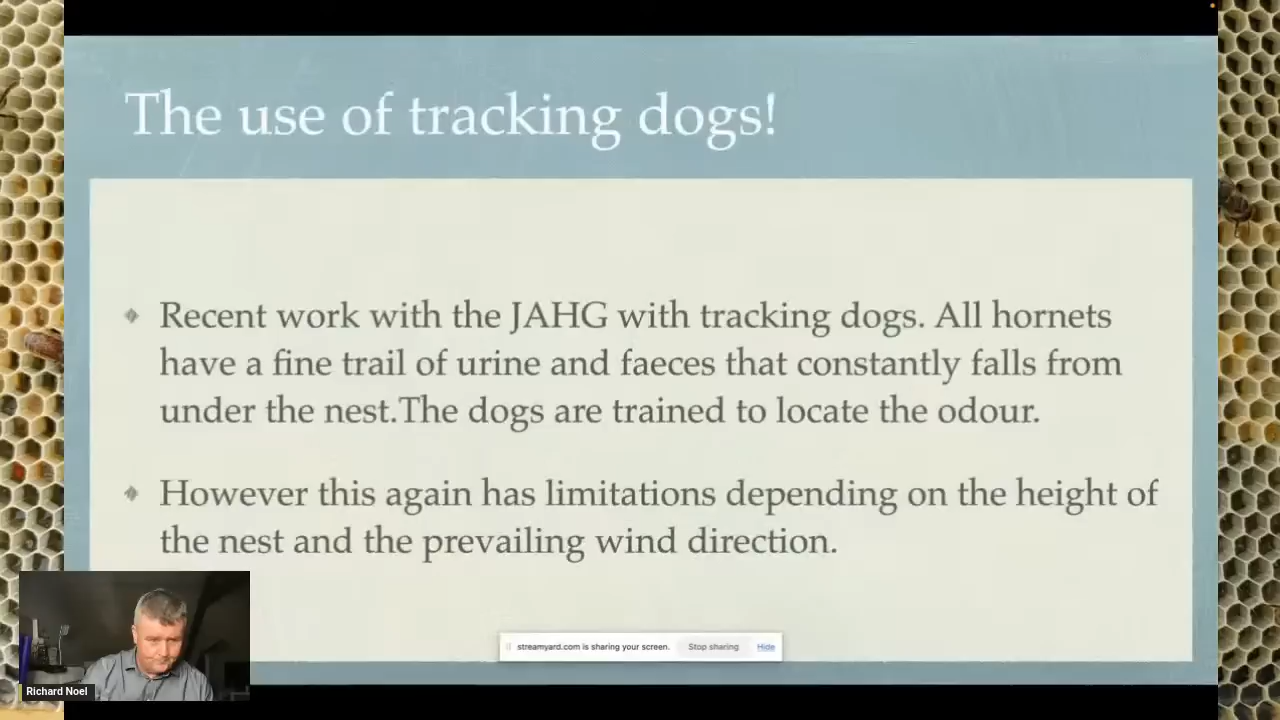 The use of tracking dogs!
Recent work with the JAHG with tracking dogs. All hornets
have a fine trail of urine and faeces that constantly falls from
under the nest.The dogs are trained to locate the odour.
However this again has limitations depending on the height of
the nest and the prevailing wind direction.
streamyard.com is sharing your screen. Stop sharing Hide
Richard Noel